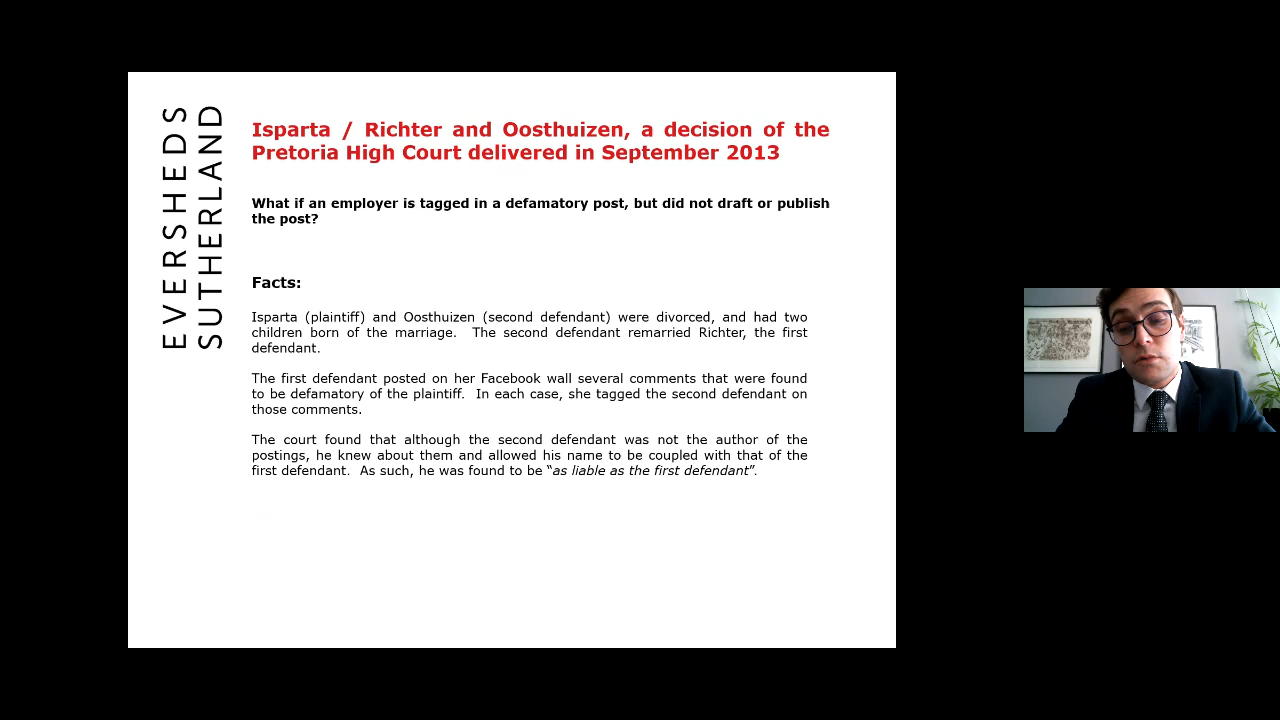 EVERSHEDS
SUTHERLAND
Isparta / Richter and Oosthuizen, a decision of the
Pretoria High Court delivered in September 2013
What if an employer is tagged in a defamatory post, but did not draft or publish
the post?
Facts:
Isparta (plaintiff) and Oosthuizen (second defendant) were divorced, and had two
children born of the marriage. The second defendant remarried Richter, the first
defendant.
The first defendant posted on her Facebook wall several comments that were found
to be defamatory of the plaintiff. In each case, she tagged the second defendant on
those comments.
The court found that although the second defendant was not the author of the
postings, he knew about them and allowed his name to be coupled with that of the
first defendant. As such, he was found to be “as liable as the first defendant”.